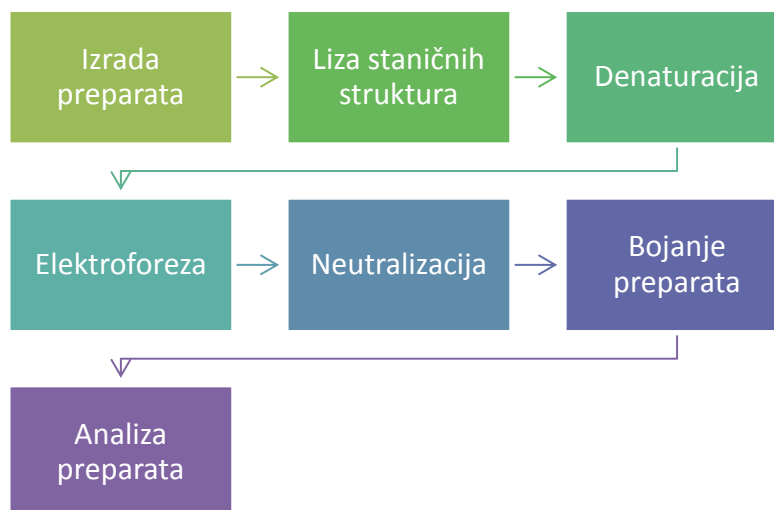 Izrada
preparata
Liza staničnih
struktura
Denaturacija
Elektroforeza
Neutralizacija
Bojanje
preparata
Analiza
preparata